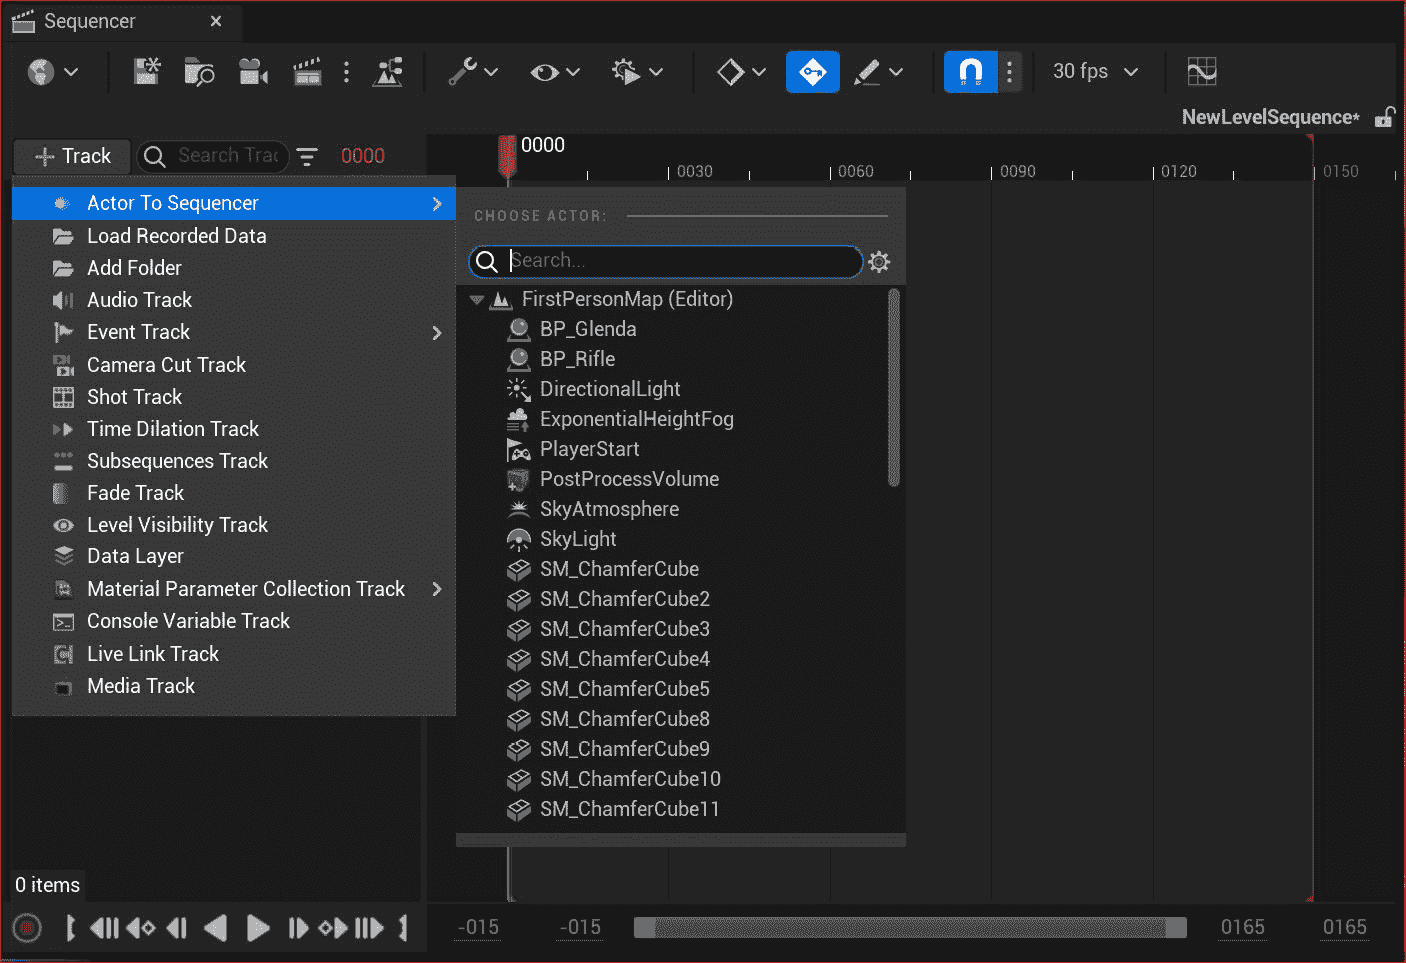 Sequencer
30 fps
NewLevelSequence*
Track
Search Trac
0000
0000
0030
0060
0090
0120
0150
Actor To Sequencer
Load Recorded Data
Add Folder
Audio Track
Event Track
Camera Cut Track
Shot Track
Time Dilation Track
Subsequences Track
Fade Track
Level Visibility Track
Data Layer
Material Parameter Collection Track
Console Variable Track
Live Link Track
Media Track
CHOOSE ACTOR:
Search...
FirstPersonMap (Editor)
BP_Glenda
BP_Rifle
DirectionalLight
ExponentialHeightFog
PlayerStart
PostProcessVolume
SkyAtmosphere
SkyLight
SM_ChamferCube
SM_ChamferCube2
SM_ChamferCube3
SM_ChamferCube4
SM_ChamferCube5
SM_ChamferCube8
SM_ChamferCube9
SM_ChamferCube10
SM_ChamferCube11
0 items
-015
-015
0165
0165